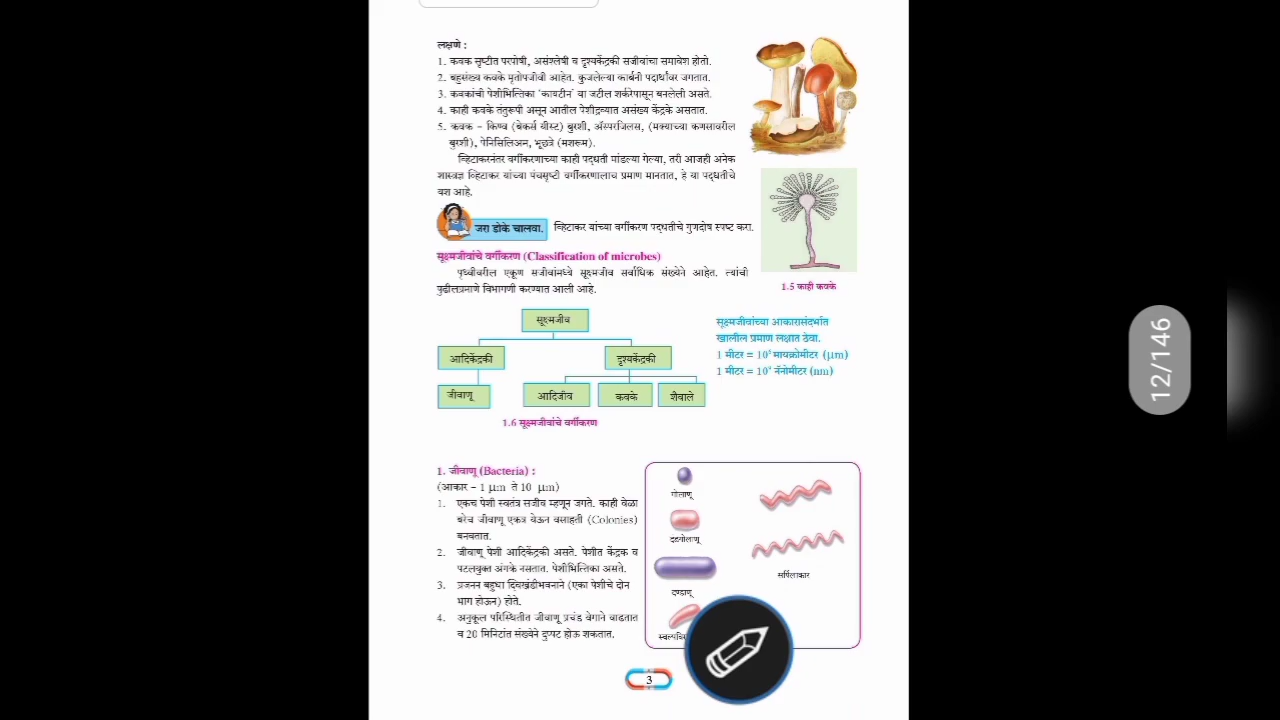 लक्षणे :
1. कवक सृष्टीत परपोषी, असंश्लेषी व दृश्यकेंद्रकी सजीवांचा समावेश होतो.
2. बहुसंख्य कवके मृतोपजीवी आहेत. कुजलेल्या कार्बनी पदार्थांवर जगतात.
3. कवकांची पेशीभित्तिका 'कायटीन' या जटील शर्करेपासून बनलेली असते.
4. काही कवके तंतुरूपी असून आतील पेशीद्रव्यात असंख्य केंद्रके असतात.
5. कवक - किण्व (बेकर्स यीस्ट) बुरशी, ॲस्परजिलस, (मक्याच्या कणसावरील
बुरशी), पेनिसिलिअन, भूछत्रे (मशरूम).
व्हिटाकरनंतर वर्गीकरणाच्या काही पद्धती मांडल्या गेल्या, तरी आजही अनेक
शास्त्रज्ञ व्हिटाकर यांच्या पंचसृष्टी वर्गीकरणालाच प्रमाण मानतात, हे या पद्धतीचे
यश आहे.
जरा डोके चालवा. व्हिटाकर यांच्या वर्गीकरण पद्धतीचे गुणदोष स्पष्ट करा.
सूक्ष्मजीवांचे वर्गीकरण (Classification of microbes)
पृथ्वीवरील एकूण सजीवांमध्ये सूक्ष्मजीव सर्वाधिक संख्येने आहेत. त्यांची
पुढीलप्रमाणे विभागणी करण्यात आली आहे.
1.5 काही कवके
सूक्ष्मजीव
आदिकेंद्रकी
दृश्यकेंद्रकी
जीवाणू
आदिजीव
कवके
शैवाले
1.6 सूक्ष्मजीवांचे वर्गीकरण
सूक्ष्मजीवांच्या आकारासंदर्भात
खालील प्रमाण लक्षात ठेवा.
1 मीटर = 10⁶ मायक्रोमीटर (μm)
1 मीटर = 10⁹ नॅनोमीटर (nm)
1. जीवाणू (Bacteria) :
(आकार - 1 μm ते 10 μm)
1. एकच पेशी स्वतंत्र सजीव म्हणून जगते. काही वेळा
बरेच जीवाणू एकत्र येऊन वसाहती (Colonies)
बनवतात.
2. जीवाणू पेशी आदिकेंद्रकी असते. पेशीत केंद्रक व
पटलयुक्त अंगके नसतात. पेशीभित्तिका असते.
3. प्रजनन बहुधा द्विखंडीभवनाने (एका पेशीचे दोन
भाग होऊन) होते.
4. अनुकूल परिस्थितीत जीवाणू प्रचंड वेगाने वाढतात
व 20 मिनिटांत संख्येने दुप्पट होऊ शकतात.
गोलाणू
दंडगोलाणू
दण्डाणू
सर्पिलाकार
3
12/146